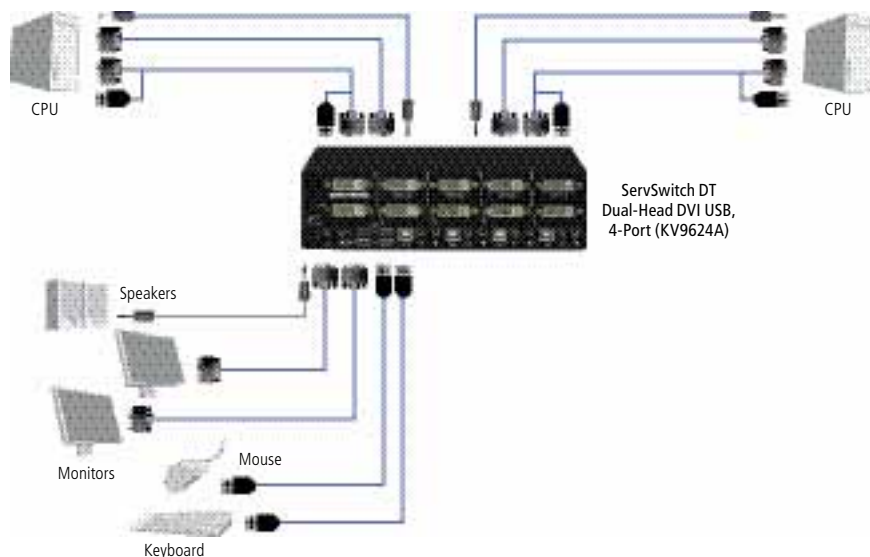 CPU
CPU
ServSwitch DT
Dual-Head DVI USB,
4-Port (KV9624A)
Speakers
Monitors
Mouse
Keyboard